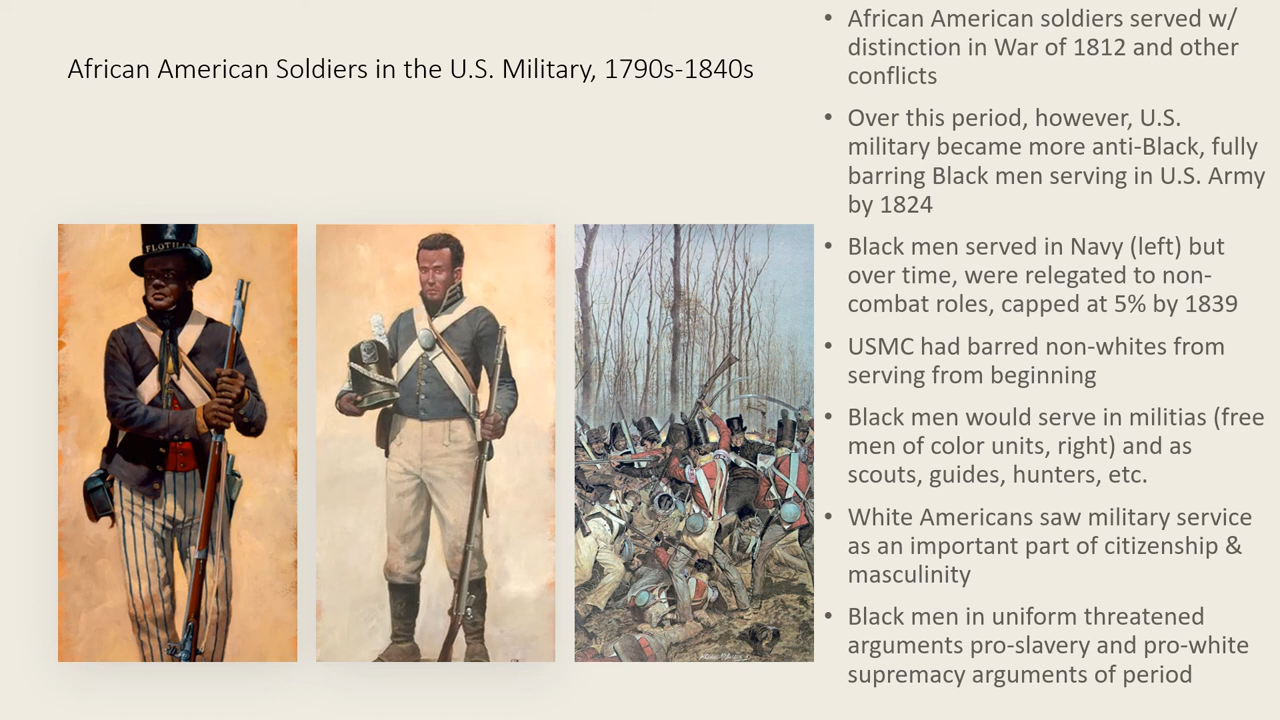 African American Soldiers in the U.S. Military, 1790s-1840s
FLOTILLA
• African American soldiers served w/
distinction in War of 1812 and other
conflicts
• Over this period, however, U.S.
military became more anti-Black, fully
barring Black men serving in U.S. Army
by 1824
• Black men served in Navy (left) but
over time, were relegated to non-
combat roles, capped at 5% by 1839
• USMC had barred non-whites from
serving from beginning
• Black men would serve in militias (free
men of color units, right) and as
scouts, guides, hunters, etc.
• White Americans saw military service
as an important part of citizenship &
masculinity
• Black men in uniform threatened
arguments pro-slavery and pro-white
supremacy arguments of period